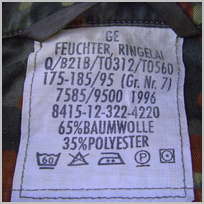 GE
FEUCHTER, RINGELAI
Q/B21B/T0312/T0560
175-185/95 (Gr. Nr. 7)
7585/9500 1996
8415-12-322-4220
65%BAUMWOLLE
35%POLYESTER
60